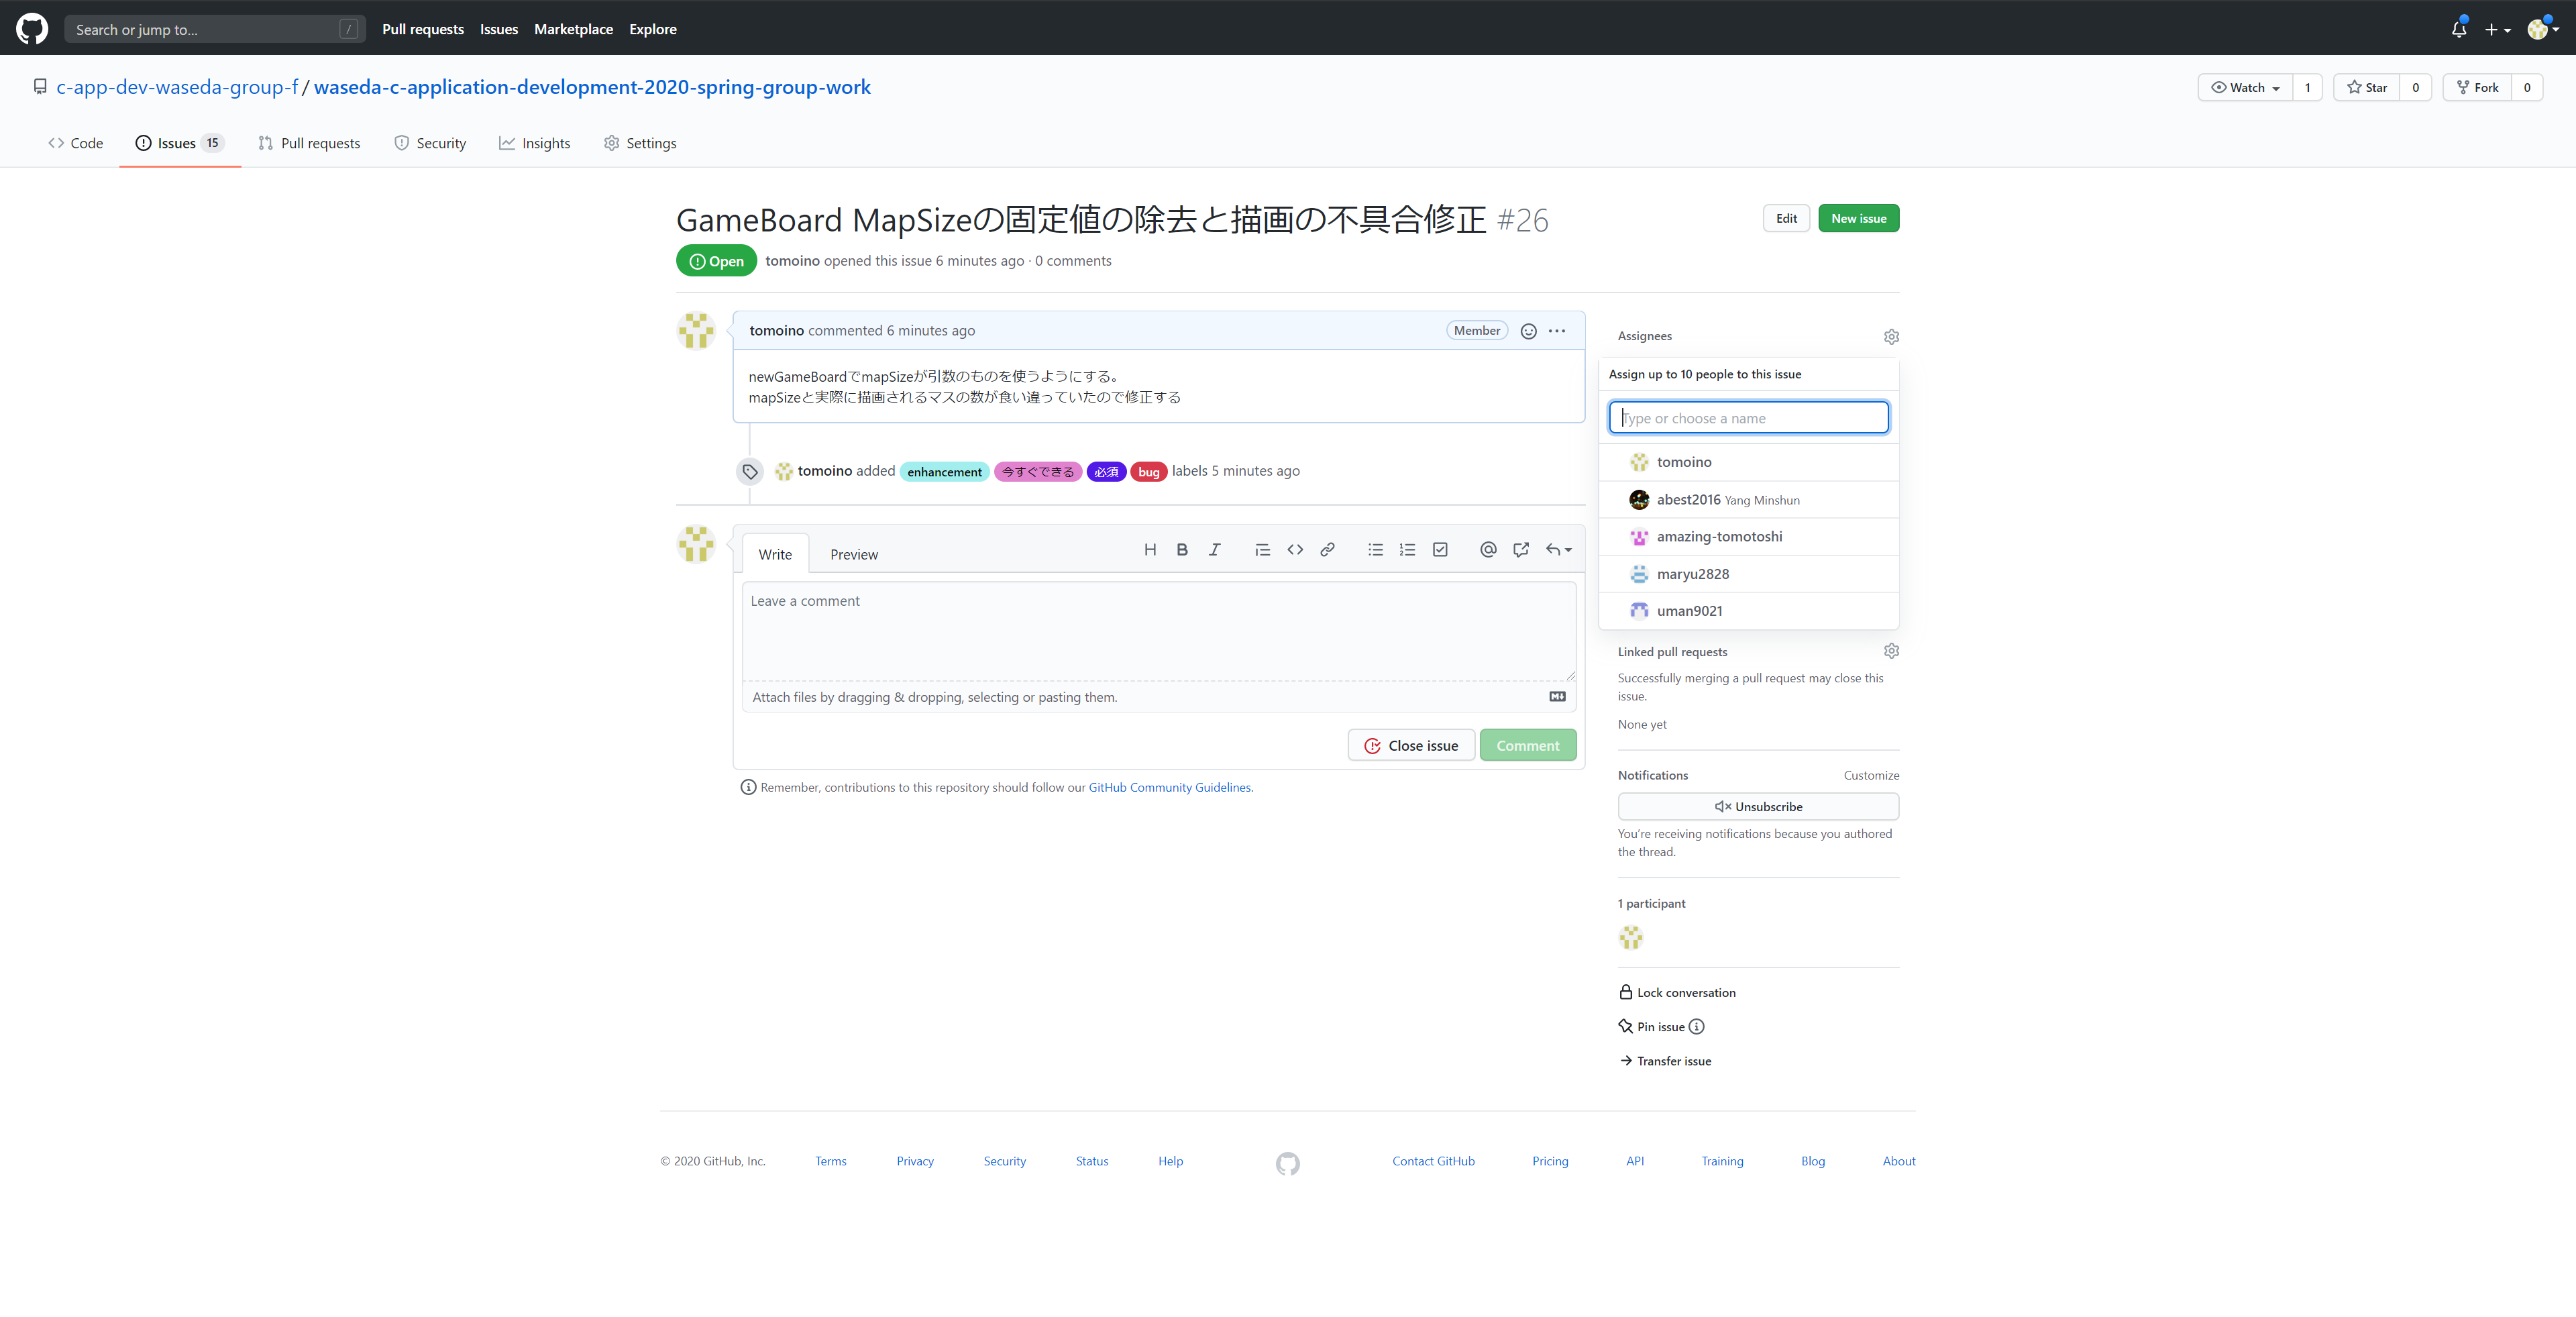 Search or jump to...
/
Pull requests
Issues
Marketplace
Explore
c-app-dev-waseda-group-f / waseda-c-application-development-2020-spring-group-work
Watch 1
Star 0
Fork 0
Code
Issues 15
Pull requests
Security
Insights
Settings
GameBoard MapSizeの固定値の除去と描画の不具合修正 #26
Edit
New issue
Open
tomoino opened this issue 6 minutes ago · 0 comments
tomoino commented 6 minutes ago
Member
newGameBoardでmapSizeが引数のものを使うようにする。
mapSizeと実際に描画されるマスの数が食い違っていたので修正する
tomoino added enhancement 今すぐできる 必須 bug labels 5 minutes ago
Write
Preview
Leave a comment
Attach files by dragging & dropping, selecting or pasting them.
Close issue
Comment
Remember, contributions to this repository should follow our GitHub Community Guidelines.
Assignees
Assign up to 10 people to this issue
Type or choose a name
tomoino
abest2016 Yang Minshun
amazing-tomotoshi
maryu2828
uman9021
Linked pull requests
Successfully merging a pull request may close this
issue.
None yet
Notifications
Customize
Unsubscribe
You're receiving notifications because you authored
the thread.
1 participant
Lock conversation
Pin issue
Transfer issue
© 2020 GitHub, Inc.
Terms
Privacy
Security
Status
Help
Contact GitHub
Pricing
API
Training
Blog
About